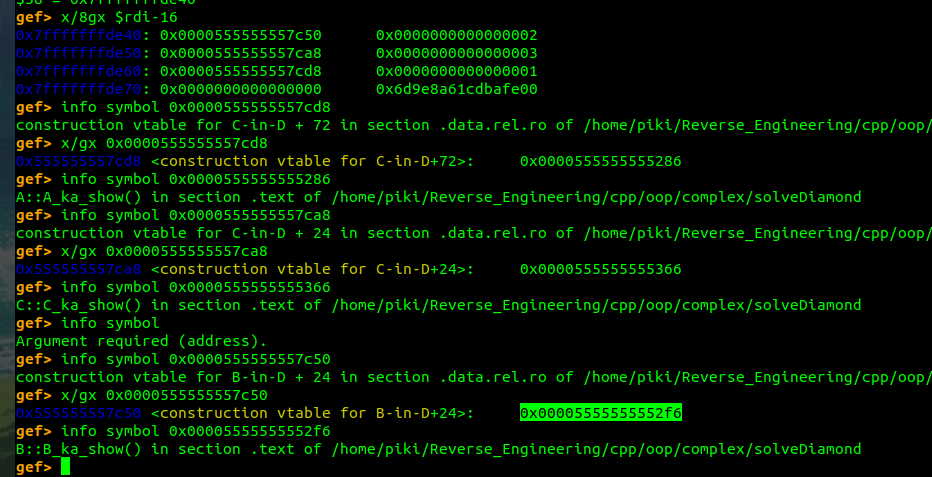 $38 = 0x7fffffffde40
gef> x/8gx $rdi-16
0x7fffffffde40: 0x0000555555557c50 0x0000000000000002
0x7fffffffde50: 0x0000555555557ca8 0x0000000000000003
0x7fffffffde60: 0x0000555555557cd8 0x0000000000000001
0x7fffffffde70: 0x0000000000000000 0x6d9e8a61cdbafe00
gef> info symbol 0x0000555555557cd8
construction vtable for C-in-D + 72 in section .data.rel.ro of /home/piki/Reverse_Engineering/cpp/oop/
gef> x/gx 0x0000555555557cd8
0x555555557cd8 <construction vtable for C-in-D+72>: 0x0000555555555286
gef> info symbol 0x0000555555555286
A::A_ka_show() in section .text of /home/piki/Reverse_Engineering/cpp/oop/complex/solveDiamond
gef> info symbol 0x0000555555557ca8
construction vtable for C-in-D + 24 in section .data.rel.ro of /home/piki/Reverse_Engineering/cpp/oop/
gef> x/gx 0x0000555555557ca8
0x555555557ca8 <construction vtable for C-in-D+24>: 0x0000555555555366
gef> info symbol 0x0000555555555366
C::C_ka_show() in section .text of /home/piki/Reverse_Engineering/cpp/oop/complex/solveDiamond
gef> info symbol
Argument required (address).
gef> info symbol 0x0000555555557c50
construction vtable for B-in-D + 24 in section .data.rel.ro of /home/piki/Reverse_Engineering/cpp/oop/
gef> x/gx 0x0000555555557c50
0x555555557c50 <construction vtable for B-in-D+24>: 0x00005555555552f6
gef> info symbol 0x00005555555552f6
B::B_ka_show() in section .text of /home/piki/Reverse_Engineering/cpp/oop/complex/solveDiamond
gef>